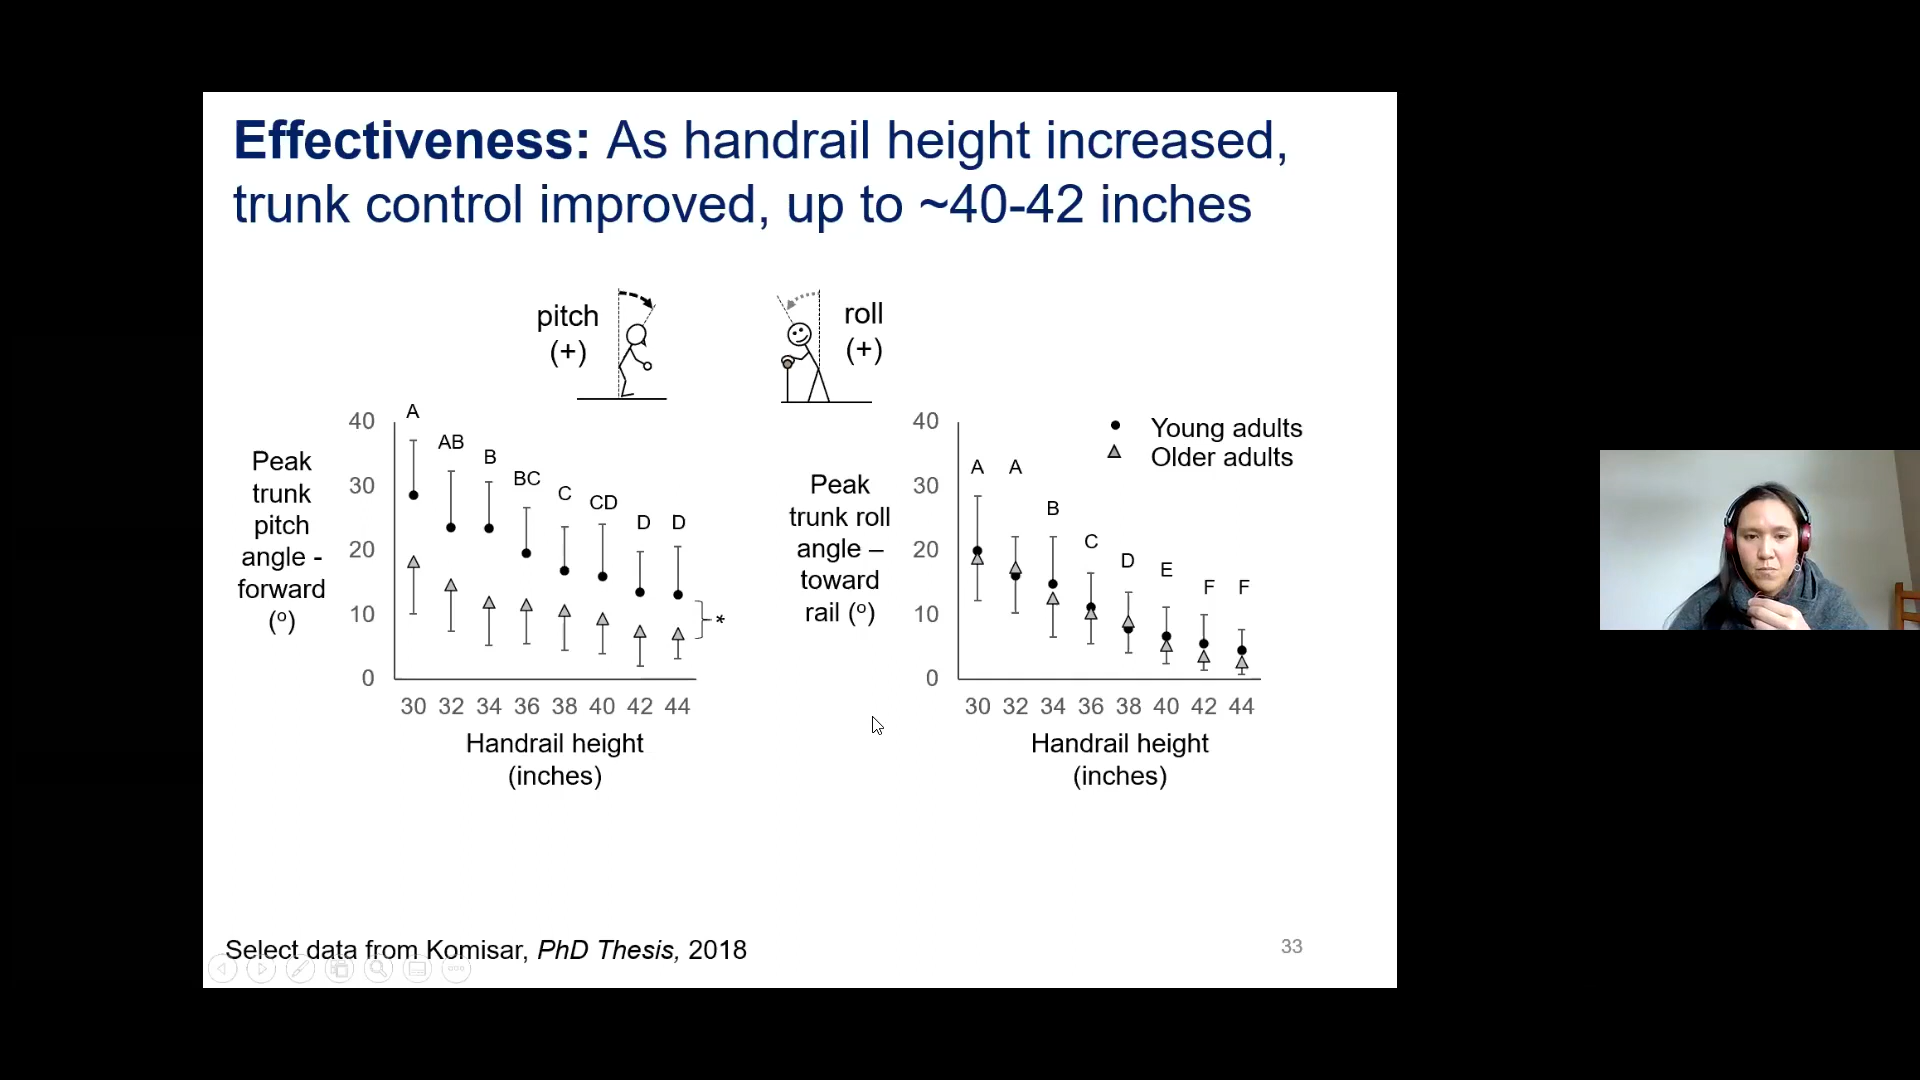 Effectiveness: As handrail height increased,
trunk control improved, up to ~40-42 inches
pitch
(+)
roll
(+)
Peak
trunk
pitch
angle -
forward
(º)
40
30
20
10
0
A
AB
B
BC
C
CD
D
D
*
30 32 34 36 38 40 42 44
Handrail height
(inches)
Peak
trunk roll
angle –
toward
rail (º)
40
30
20
10
0
A
A
B
C
D
E
F
F
Young adults
Older adults
30 32 34 36 38 40 42 44
Handrail height
(inches)
Select data from Komisar, PhD Thesis, 2018
33